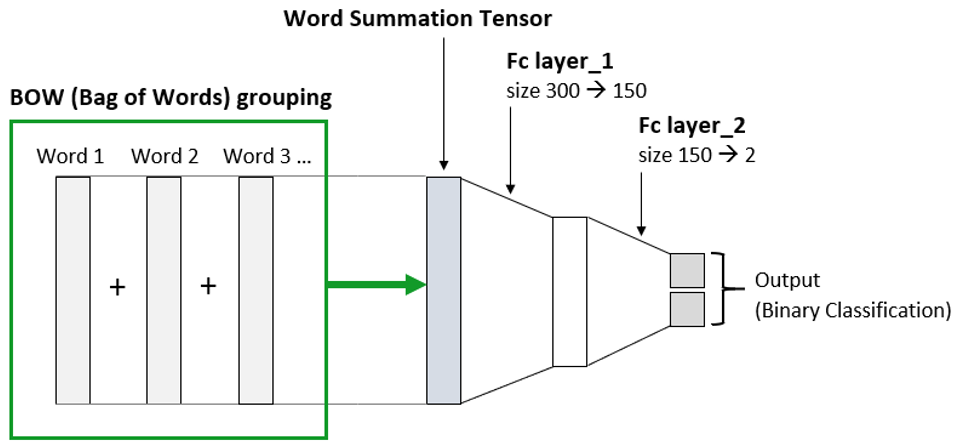 Word Summation Tensor
Fc layer_1
size 300 → 150
BOW (Bag of Words) grouping
Fc layer_2
size 150 → 2
Word 1 Word 2 Word 3 ...
+ +
Output
(Binary Classification)